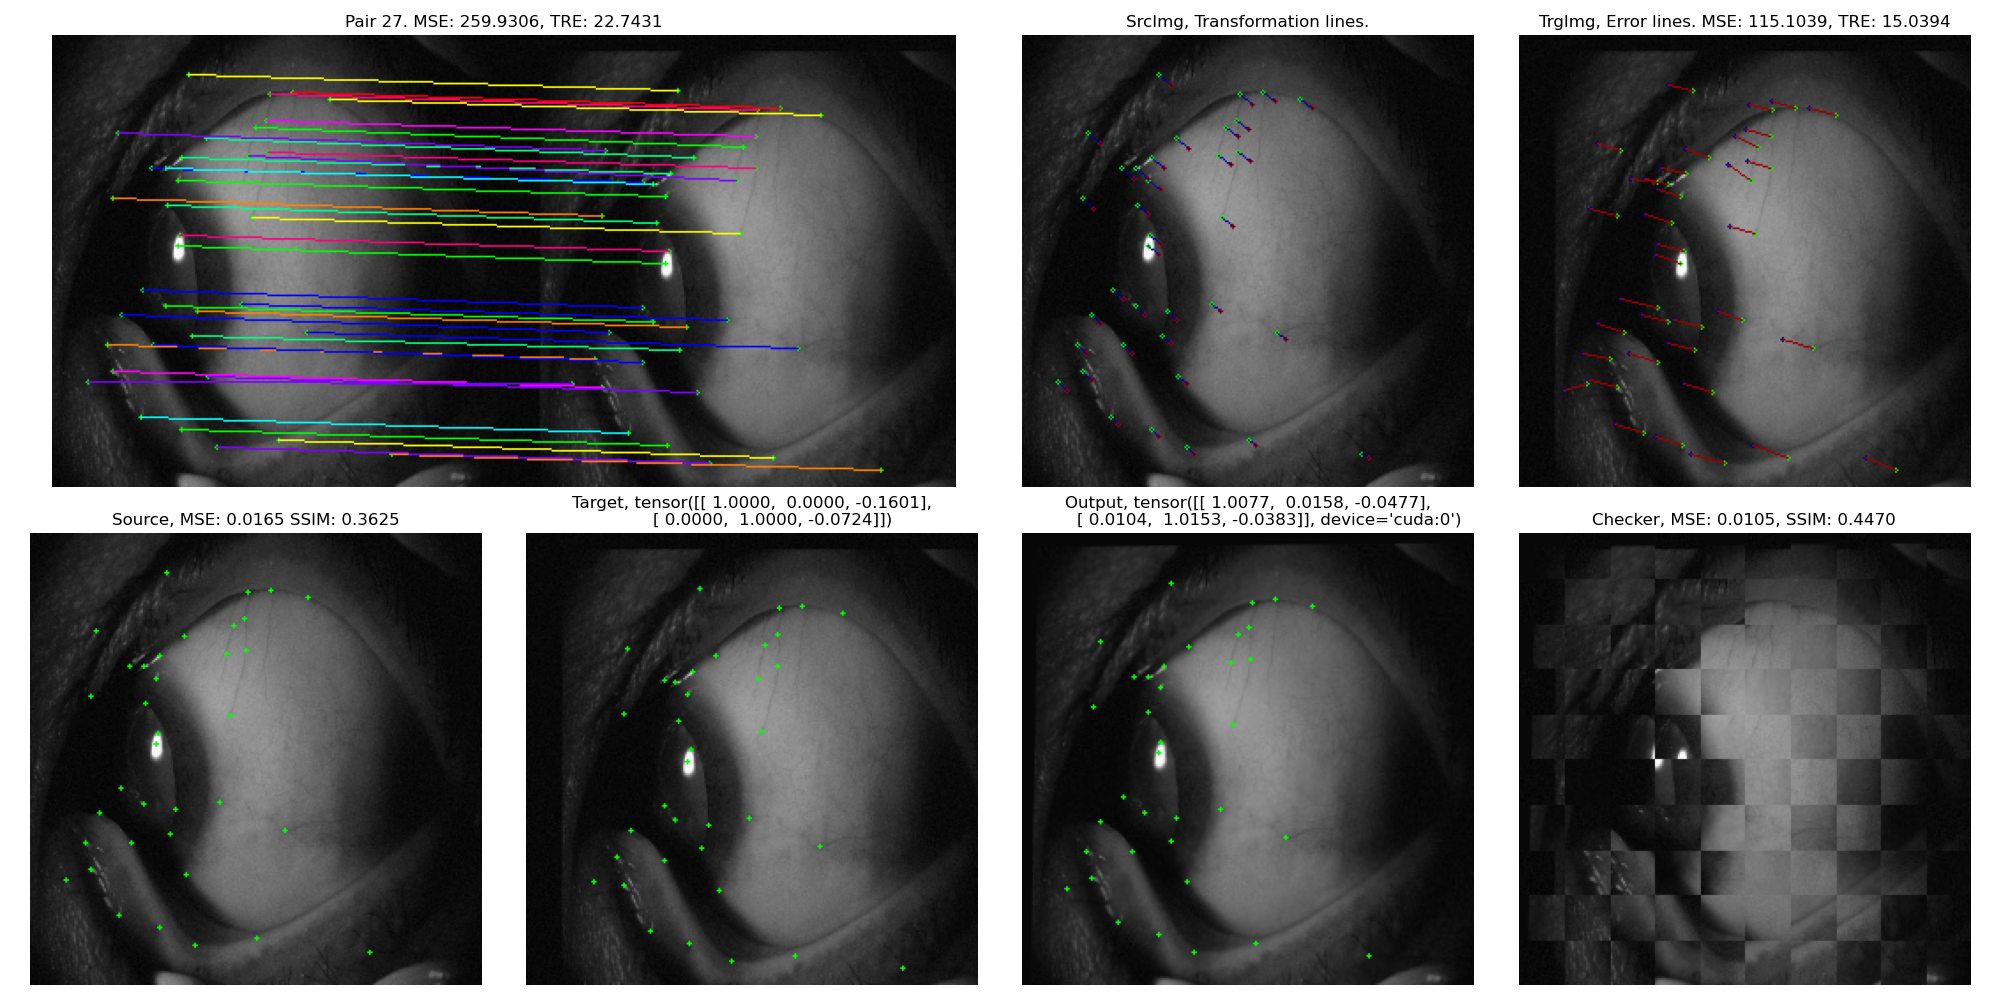 Pair 27. MSE: 259.9306, TRE: 22.7431
SrcImg, Transformation lines.
TrgImg, Error lines. MSE: 115.1039, TRE: 15.0394
Source, MSE: 0.0165 SSIM: 0.3625
Target, tensor([[ 1.0000,  0.0000, -0.1601],
[ 0.0000,  1.0000, -0.0724]])
Output, tensor([[ 1.0077,  0.0158, -0.0477],
[ 0.0104,  1.0153, -0.0383]], device='cuda:0')
Checker, MSE: 0.0105, SSIM: 0.4470